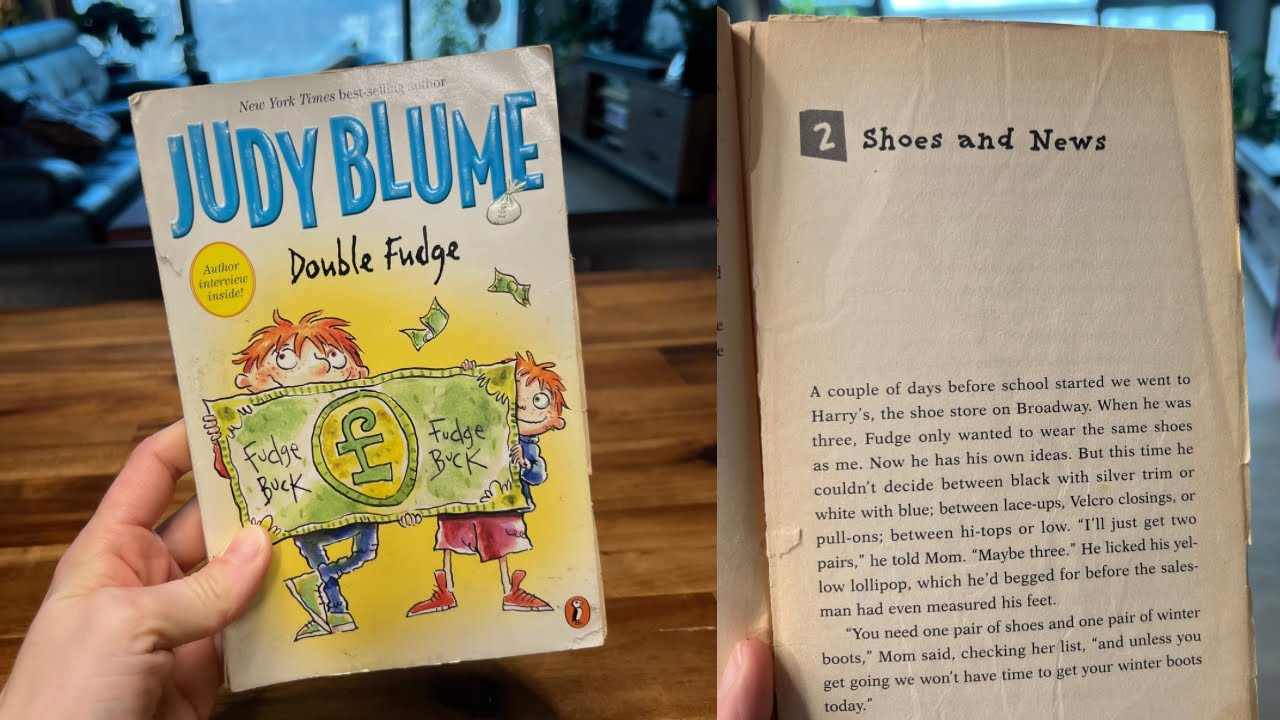 New York Times best-selling author
JUDY BLUME
Double Fudge
Author
interview
inside!
Fudge
Buck
£
Fudge
Buck
2 Shoes and News
A couple of days before school started we went to
Harry's, the shoe store on Broadway. When he was
three, Fudge only wanted to wear the same shoes
as me. Now he has his own ideas. But this time he
couldn't decide between black with silver trim or
white with blue; between lace-ups, Velcro closings, or
pull-ons; between hi-tops or low. "I'll just get two
pairs," he told Mom. "Maybe three." He licked his yel-
low lollipop, which he'd begged for before the sales-
man had even measured his feet.
"You need one pair of shoes and one pair of winter
boots," Mom said, checking her list, "and unless you
get going we won't have time to get your winter boots
today."